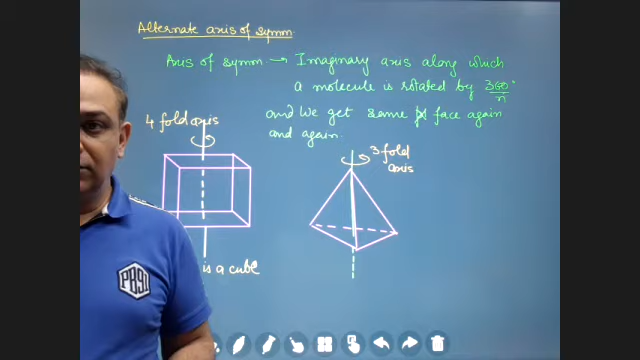 Alternate axis of symm
Axis of symm → Imaginary axis along which
a molecule is rotated by 360°/n
and we get same face again
and again.
4 fold axis
3 fold
axis
is a cube
PB91